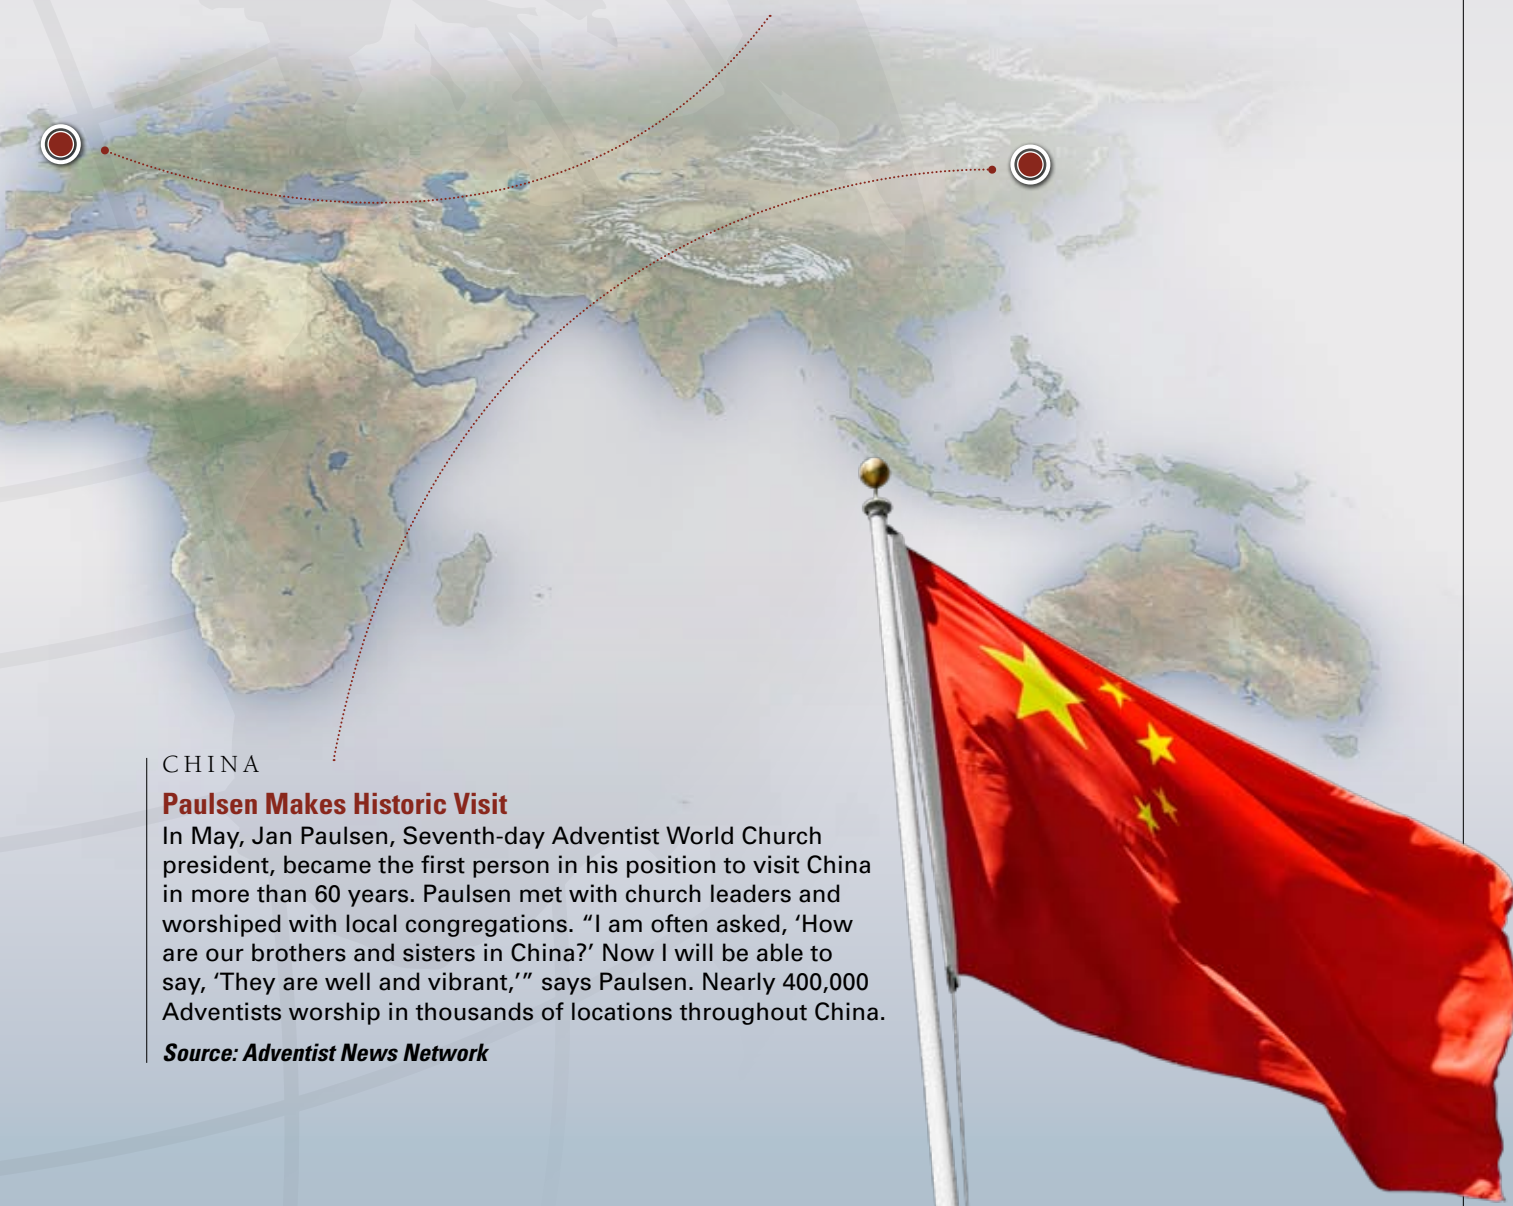 CHINA
Paulsen Makes Historic Visit
In May, Jan Paulsen, Seventh-day Adventist World Church
president, became the first person in his position to visit China
in more than 60 years. Paulsen met with church leaders and
worshiped with local congregations. “I am often asked, ‘How
are our brothers and sisters in China?’ Now I will be able to
say, ‘They are well and vibrant,’” says Paulsen. Nearly 400,000
Adventists worship in thousands of locations throughout China.
Source: Adventist News Network